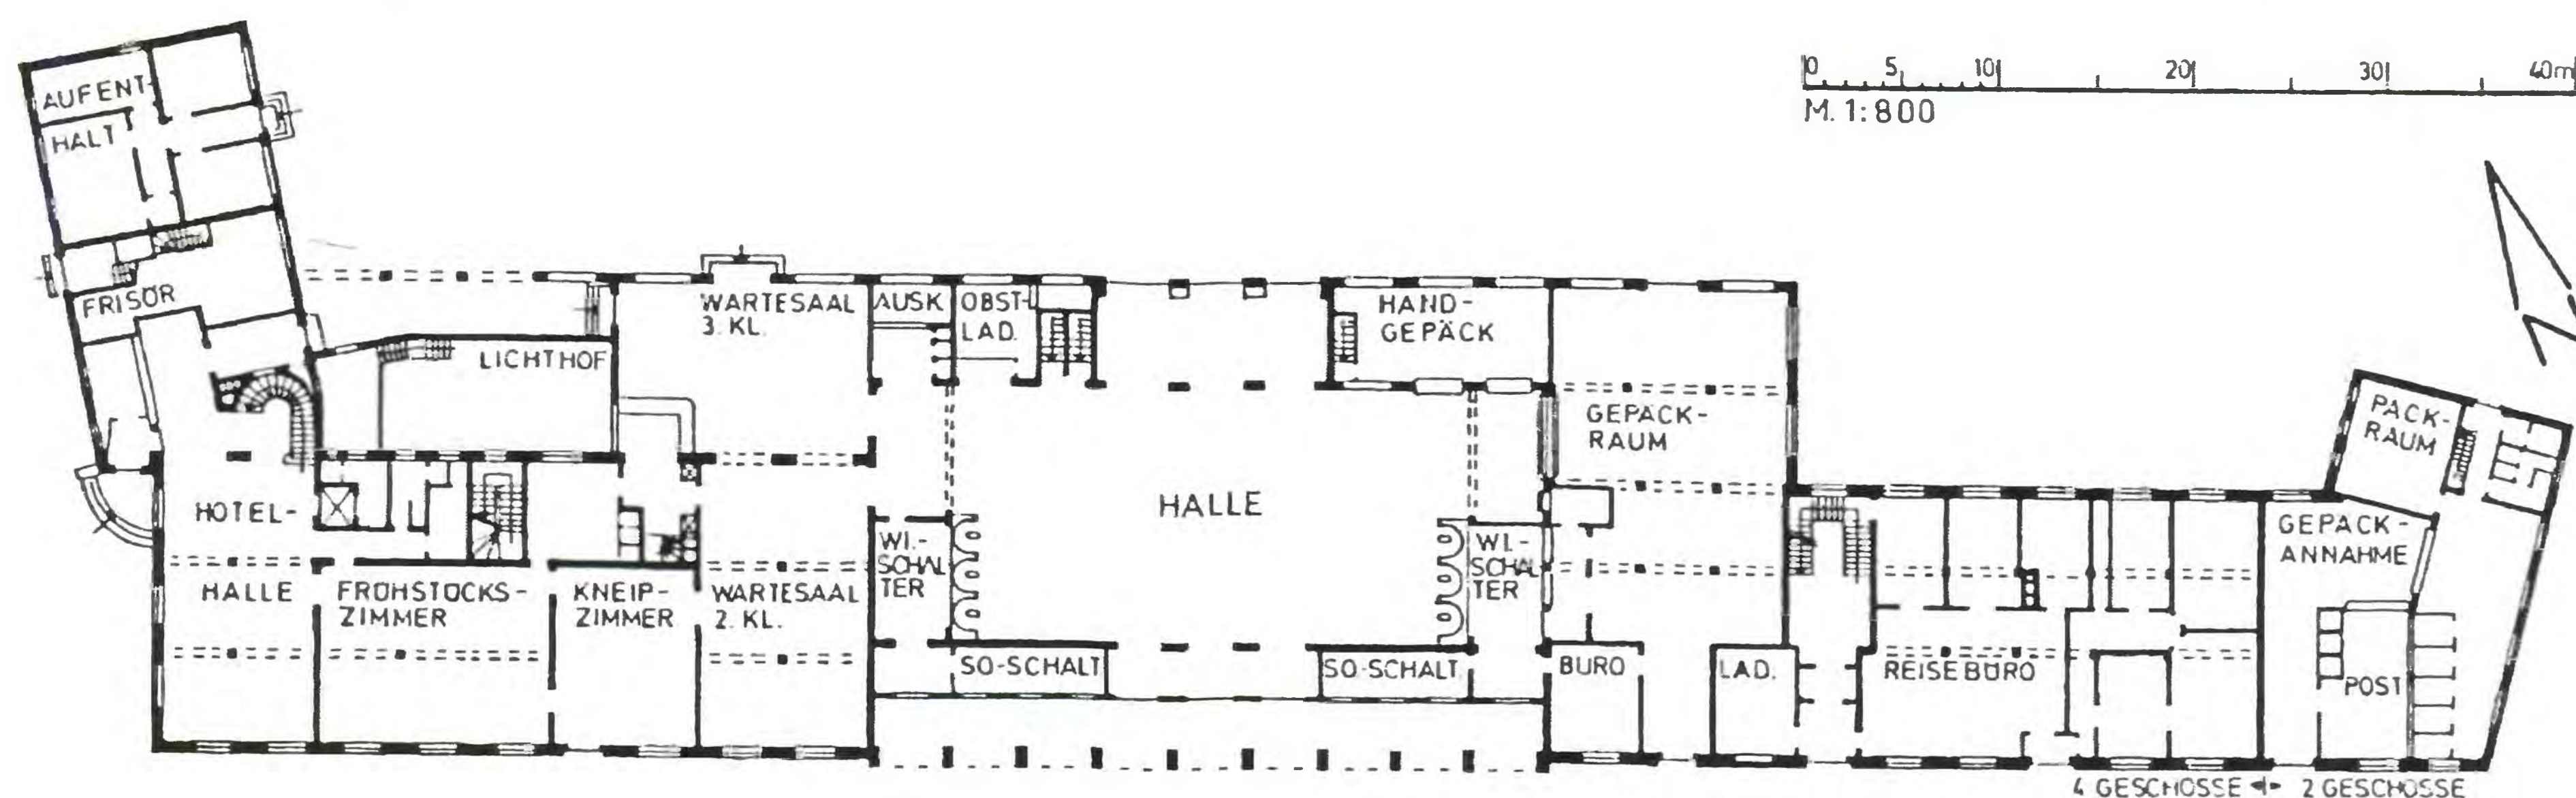 0 5 10 20 30 40m
M. 1:800
AUFENT-
HALT
FRISÖR
LICHTHOF
WARTESAAL
3. KL.
AUSK
OBST-
LAD.
HAND-
GEPÄCK
GEPÄCK-
RAUM
PACK-
RAUM
HOTEL-
HALLE
FRÜHSTÜCKS-
ZIMMER
KNEIP-
ZIMMER
WARTESAAL
2. KL.
WI.-
SCHAL
TER
HALLE
WI.-
SCHAL
TER
SO-SCHALT.
SO-SCHALT.
BÜRO
LAD.
REISEBÜRO
GEPÄCK-
ANNAHME
POST
4 GESCHOSSE 2 GESCHOSSE